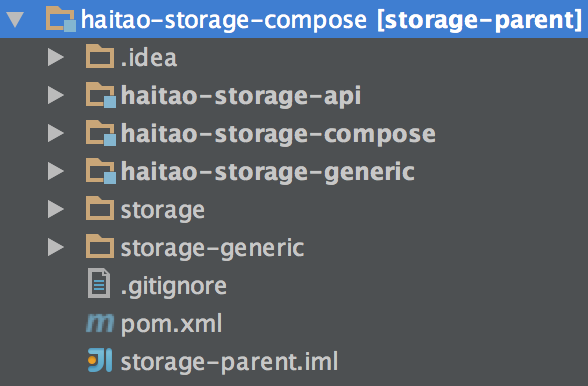 haitao-storage-compose [storage-parent]
.idea
haitao-storage-api
haitao-storage-compose
haitao-storage-generic
storage
storage-generic
.gitignore
pom.xml
storage-parent.iml